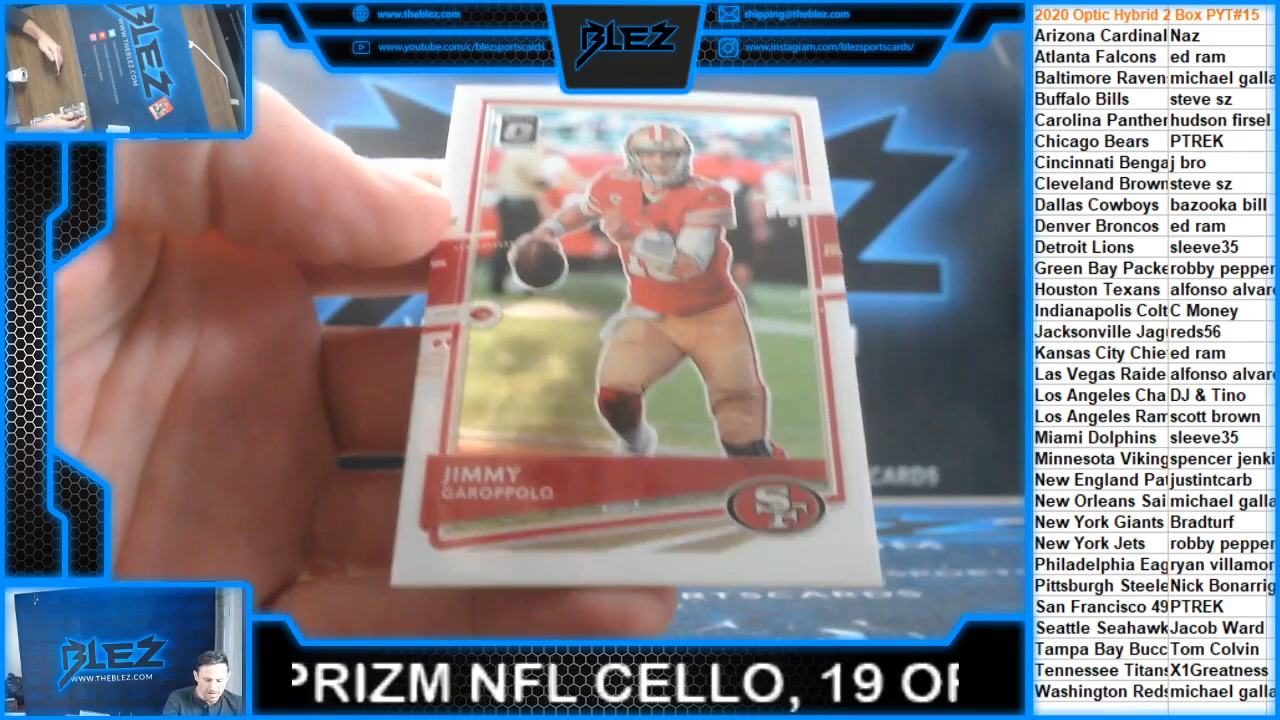 www.theblez.com
www.youtube.com/c/blezsportscards
BLEZ
shipping@theblez.com
www.instagram.com/blezsportscards/
BLEZ
WWW.THEBLEZ.COM
JIMMY
GAROPPOLO
SF
CARDS
SPORTSCARDS
BLEZ
WWW.THEBLEZ.COM
PRIZM NFL CELLO, 19 OF
2020 Optic Hybrid 2 Box PYT#15
Arizona Cardinal Naz
Atlanta Falcons ed ram
Baltimore Raven michael galla
Buffalo Bills steve sz
Carolina Panther hudson firsel
Chicago Bears PTREK
Cincinnati Benga j bro
Cleveland Brown steve sz
Dallas Cowboys bazooka bill
Denver Broncos ed ram
Detroit Lions sleeve35
Green Bay Packe robby pepper
Houston Texans alfonso alvar
Indianapolis Colt C Money
Jacksonville Jag reds56
Kansas City Chie ed ram
Las Vegas Raide alfonso alvar
Los Angeles Cha DJ & Tino
Los Angeles Ram scott brown
Miami Dolphins sleeve35
Minnesota Viking spencer jenki
New England Pa justintcarb
New Orleans Sai michael galla
New York Giants Bradturf
New York Jets robby pepper
Philadelphia Eag ryan villamor
Pittsburgh Steele Nick Bonarrig
San Francisco 49 PTREK
Seattle Seahawk Jacob Ward
Tampa Bay Bucc Tom Colvin
Tennessee Titans X1Greatness
Washington Reds michael galla